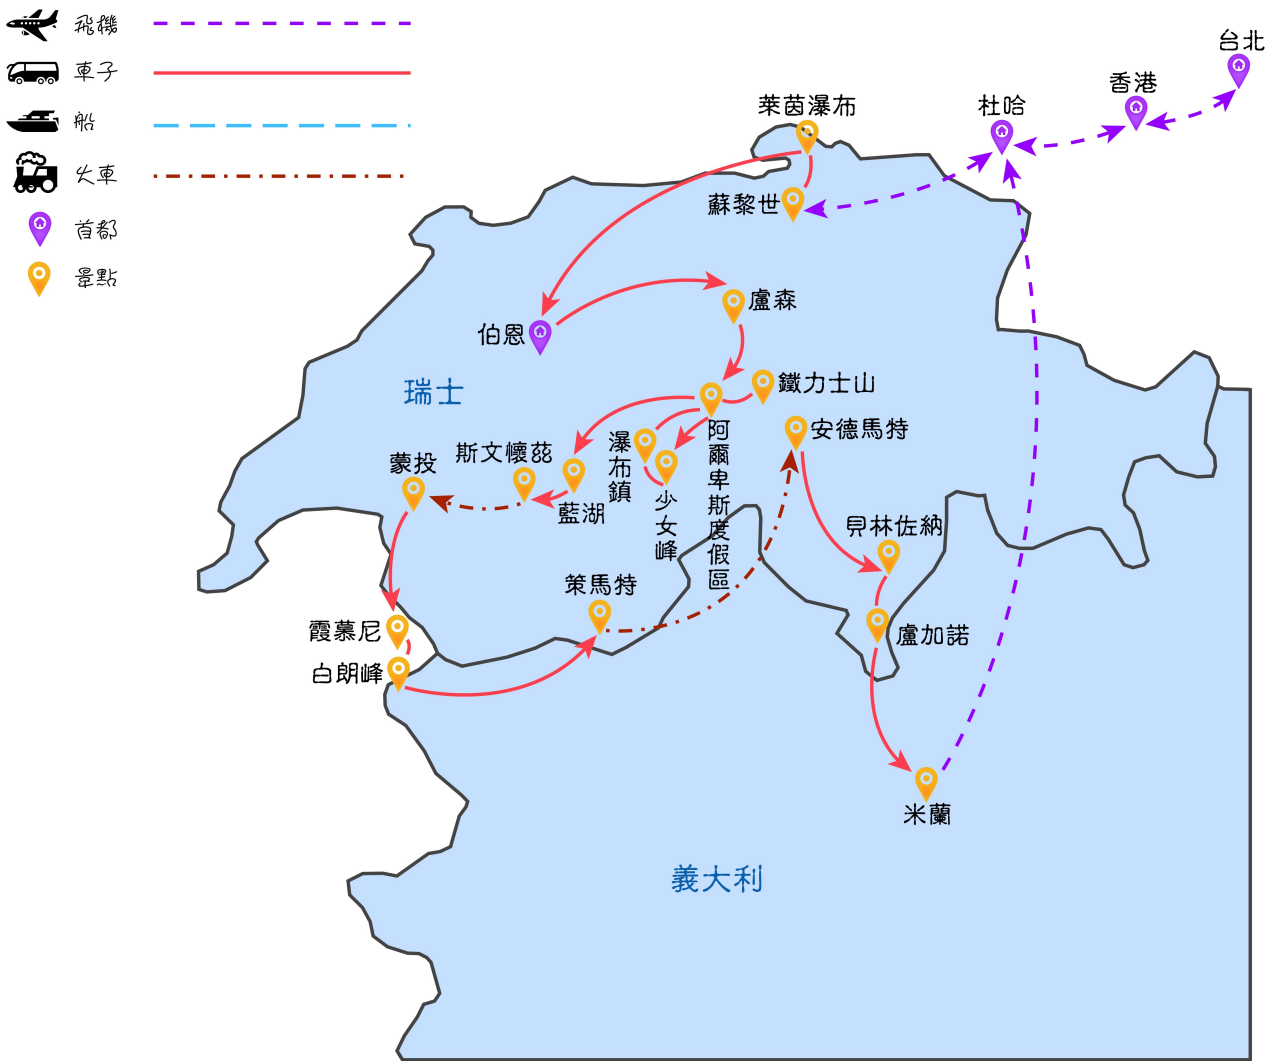 飛機
車子
船
火車
首都
景點
台北
香港
杜哈
萊茵瀑布
蘇黎世
盧森
伯恩
瑞士
鐵力士山
安德馬特
阿爾卑斯度假區
瀑布鎮
少女峰
斯文懷茲
藍湖
蒙投
貝林佐納
策馬特
霞慕尼
白朗峰
盧加諾
米蘭
義大利